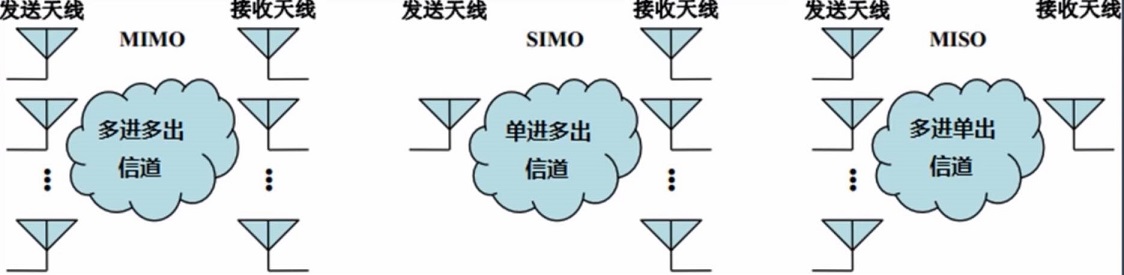 发送天线 接收天线
MIMO
多进多出
信道
发送天线 接收天线
SIMO
单进多出
信道
发送天线 接收天线
MISO
多进单出
信道